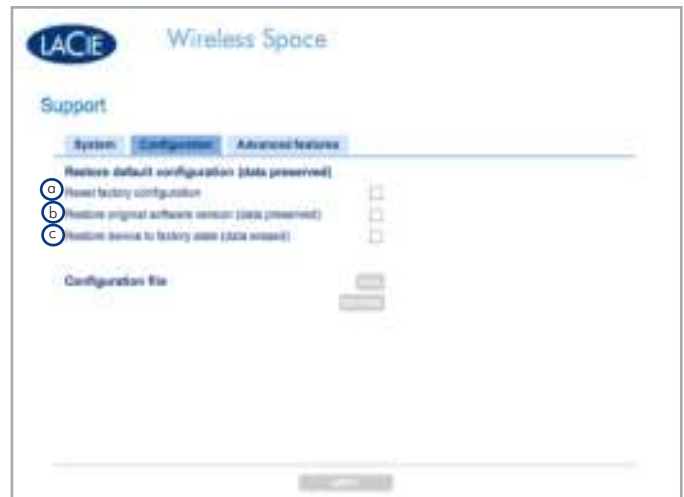 LACIE Wireless Space
Support
System Configuration Advanced features
Restore default configuration (data preserved)
a Reset factory configuration
b Restore original software version (data preserved)
c Restore device to factory state (data erased)
Configuration file